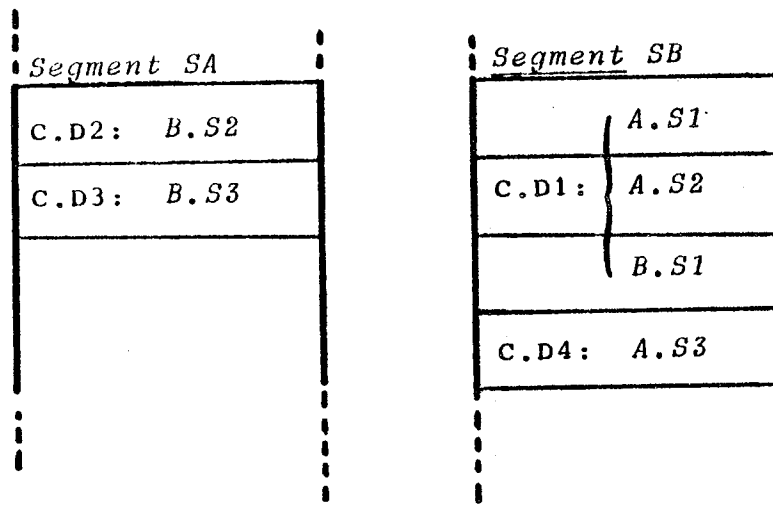 Segment SA
C.D2: B.S2
C.D3: B.S3
Segment SB
A.S1
C.D1: A.S2
B.S1
C.D4: A.S3